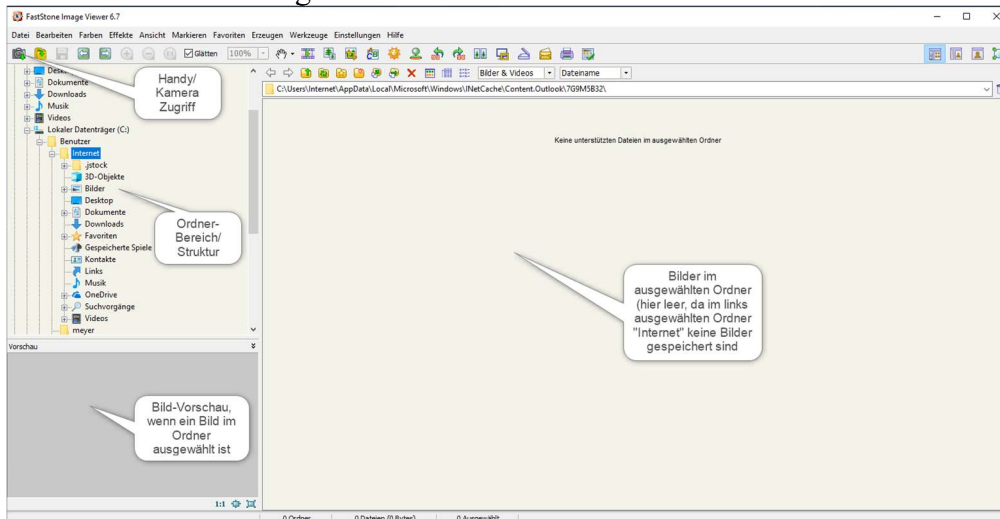 FastStone Image Viewer 6.7
Datei Bearbeiten Farben Effekte Ansicht Markieren Favoriten Erzeugen Werkzeuge Einstellungen Hilfe
Glätten 100%
Bilder & Videos Dateiname
C:\Users\Internet\AppData\Local\Microsoft\Windows\INetCache\Content.Outlook\7G9M5B32\
Dokumente
Downloads
Musik
Videos
Lokaler Datenträger (C:)
Benutzer
Internet
.jstock
3D-Objekte
Bilder
Desktop
Dokumente
Downloads
Favoriten
Gespeicherte Spiele
Kontakte
Links
Musik
OneDrive
Suchvorgänge
Videos
meyer
Handy/
Kamera
Zugriff
Ordner-
Bereich/
Struktur
Keine unterstützten Dateien im ausgewählten Ordner
Bilder im
ausgewählten Ordner
(hier leer, da im links
ausgewählten Ordner
"Internet" keine Bilder
gespeichert sind
Vorschau
Bild-Vorschau,
wenn ein Bild im
Ordner
ausgewählt ist
1:1
0 Ordner 0 Dateien (0 Bytes) 0 Ausgewählt